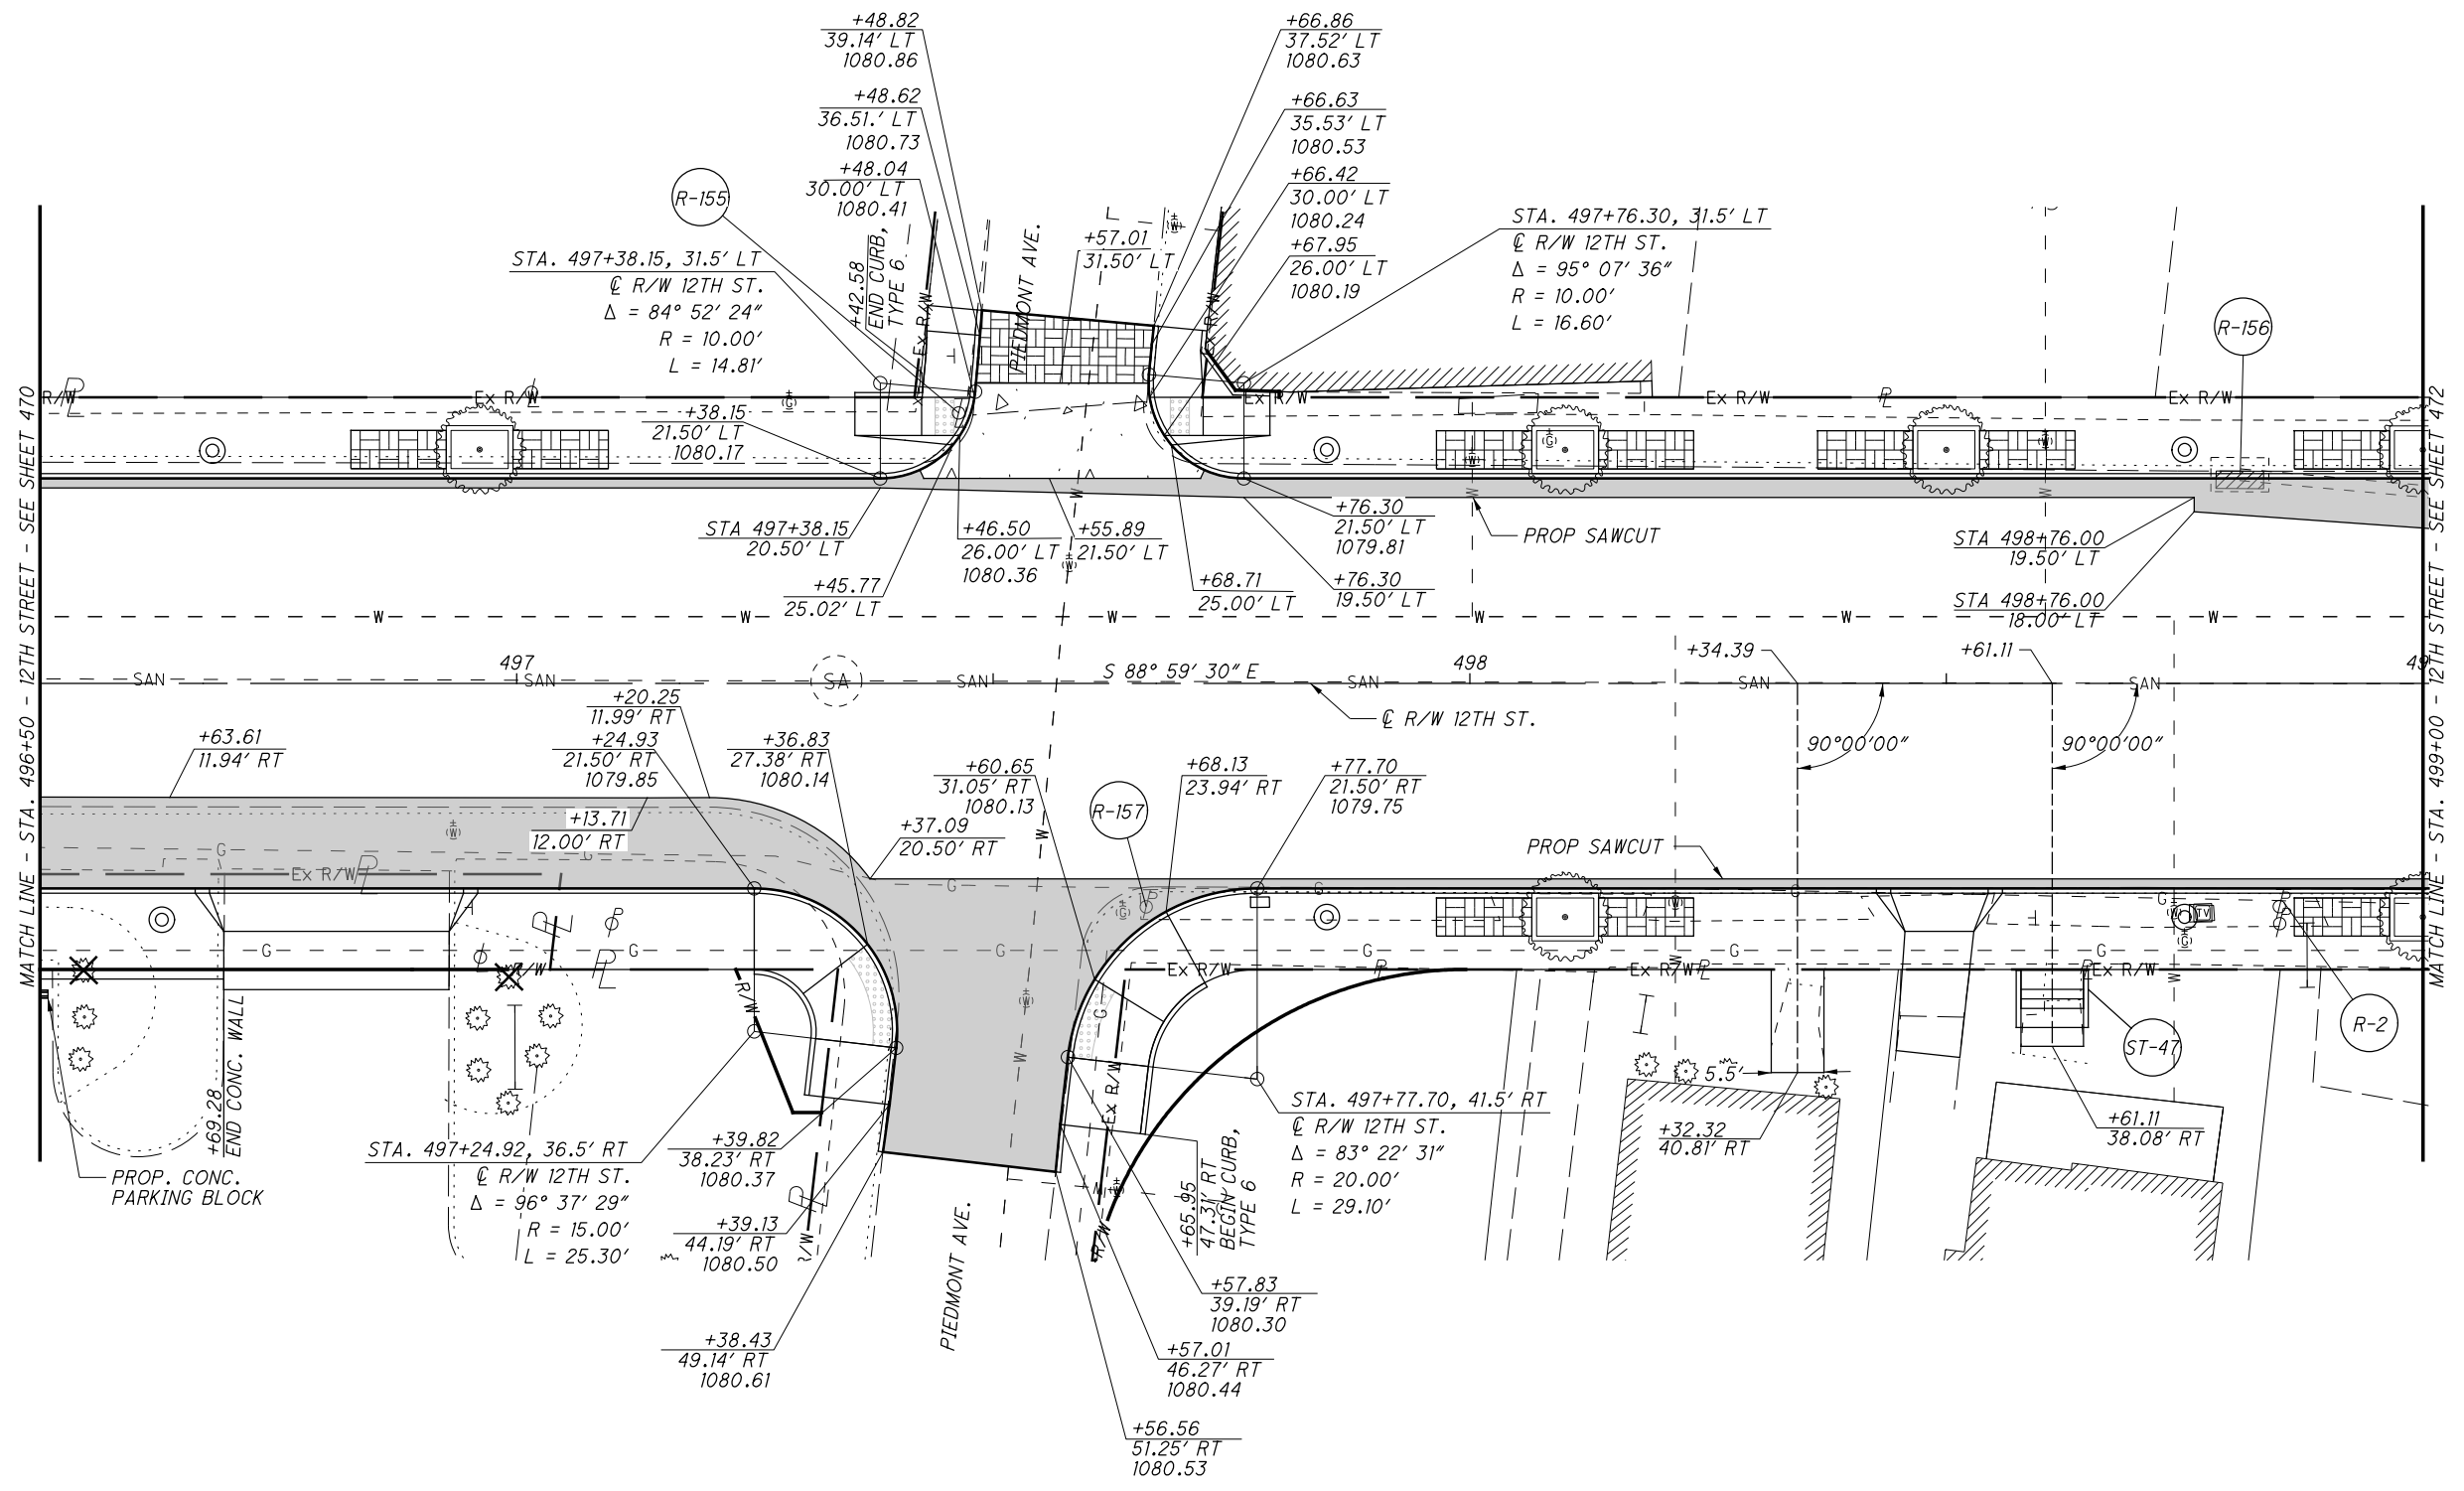 +48.82
39.14' LT
1080.86
+48.62
36.51.' LT
1080.73
+48.04
30.00' LT
1080.41
R-155
STA. 497+38.15, 31.5' LT
℄ R/W 12TH ST.
Δ = 84° 52' 24"
R = 10.00'
L = 14.81'
+42.58
END CURB,
TYPE 6
PIEDMONT AVE.
+57.01
31.50' LT
+66.86
37.52' LT
1080.63
+66.63
35.53' LT
1080.53
+66.42
30.00' LT
1080.24
+67.95
26.00' LT
1080.19
STA. 497+76.30, 31.5' LT
℄ R/W 12TH ST.
Δ = 95° 07' 36"
R = 10.00'
L = 16.60'
R-156
R/W
Ex R/W
Ex R/W
Ex R/W
Ex R/W
Ex R/W
Ex R/W
+38.15
21.50' LT
1080.17
STA 497+38.15
20.50' LT
+45.77
25.02' LT
+46.50
26.00' LT
1080.36
+55.89
21.50' LT
+68.71
25.00' LT
+76.30
21.50' LT
1079.81
+76.30
19.50' LT
PROP SAWCUT
STA 498+76.00
19.50' LT
STA 498+76.00
18.00' LT
MATCH LINE - STA. 496+50 - 12TH STREET - SEE SHEET 470
MATCH LINE - STA. 499+00 - 12TH STREET - SEE SHEET 472
W W W W W W
497
498
49
SAN SAN SA SAN SAN SAN SAN
S 88° 59' 30" E
℄ R/W 12TH ST.
+34.39
+61.11
90°00'00"
90°00'00"
+63.61
11.94' RT
+20.25
11.99' RT
+24.93
21.50' RT
1079.85
+13.71
12.00' RT
+36.83
27.38' RT
1080.14
+37.09
20.50' RT
+60.65
31.05' RT
1080.13
R-157
+68.13
23.94' RT
+77.70
21.50' RT
1079.75
PROP SAWCUT
Ex R/W
G G G G G G
G G G G G
R/W
R/W
Ex R/W
Ex R/W
Ex R/W
Ex R/W
TV
R-2
ST-47
+69.28
END CONC. WALL
PROP. CONC.
PARKING BLOCK
STA. 497+24.92, 36.5' RT
℄ R/W 12TH ST.
Δ = 96° 37' 29"
R = 15.00'
L = 25.30'
+39.82
38.23' RT
1080.37
+39.13
44.19' RT
1080.50
+38.43
49.14' RT
1080.61
R/W
PIEDMONT AVE.
R/W
+65.95
47.31' RT
BEGIN CURB,
TYPE 6
STA. 497+77.70, 41.5' RT
℄ R/W 12TH ST.
Δ = 83° 22' 31"
R = 20.00'
L = 29.10'
+57.83
39.19' RT
1080.30
+57.01
46.27' RT
1080.44
+56.56
51.25' RT
1080.53
5.5'
+32.32
40.81' RT
+61.11
38.08' RT